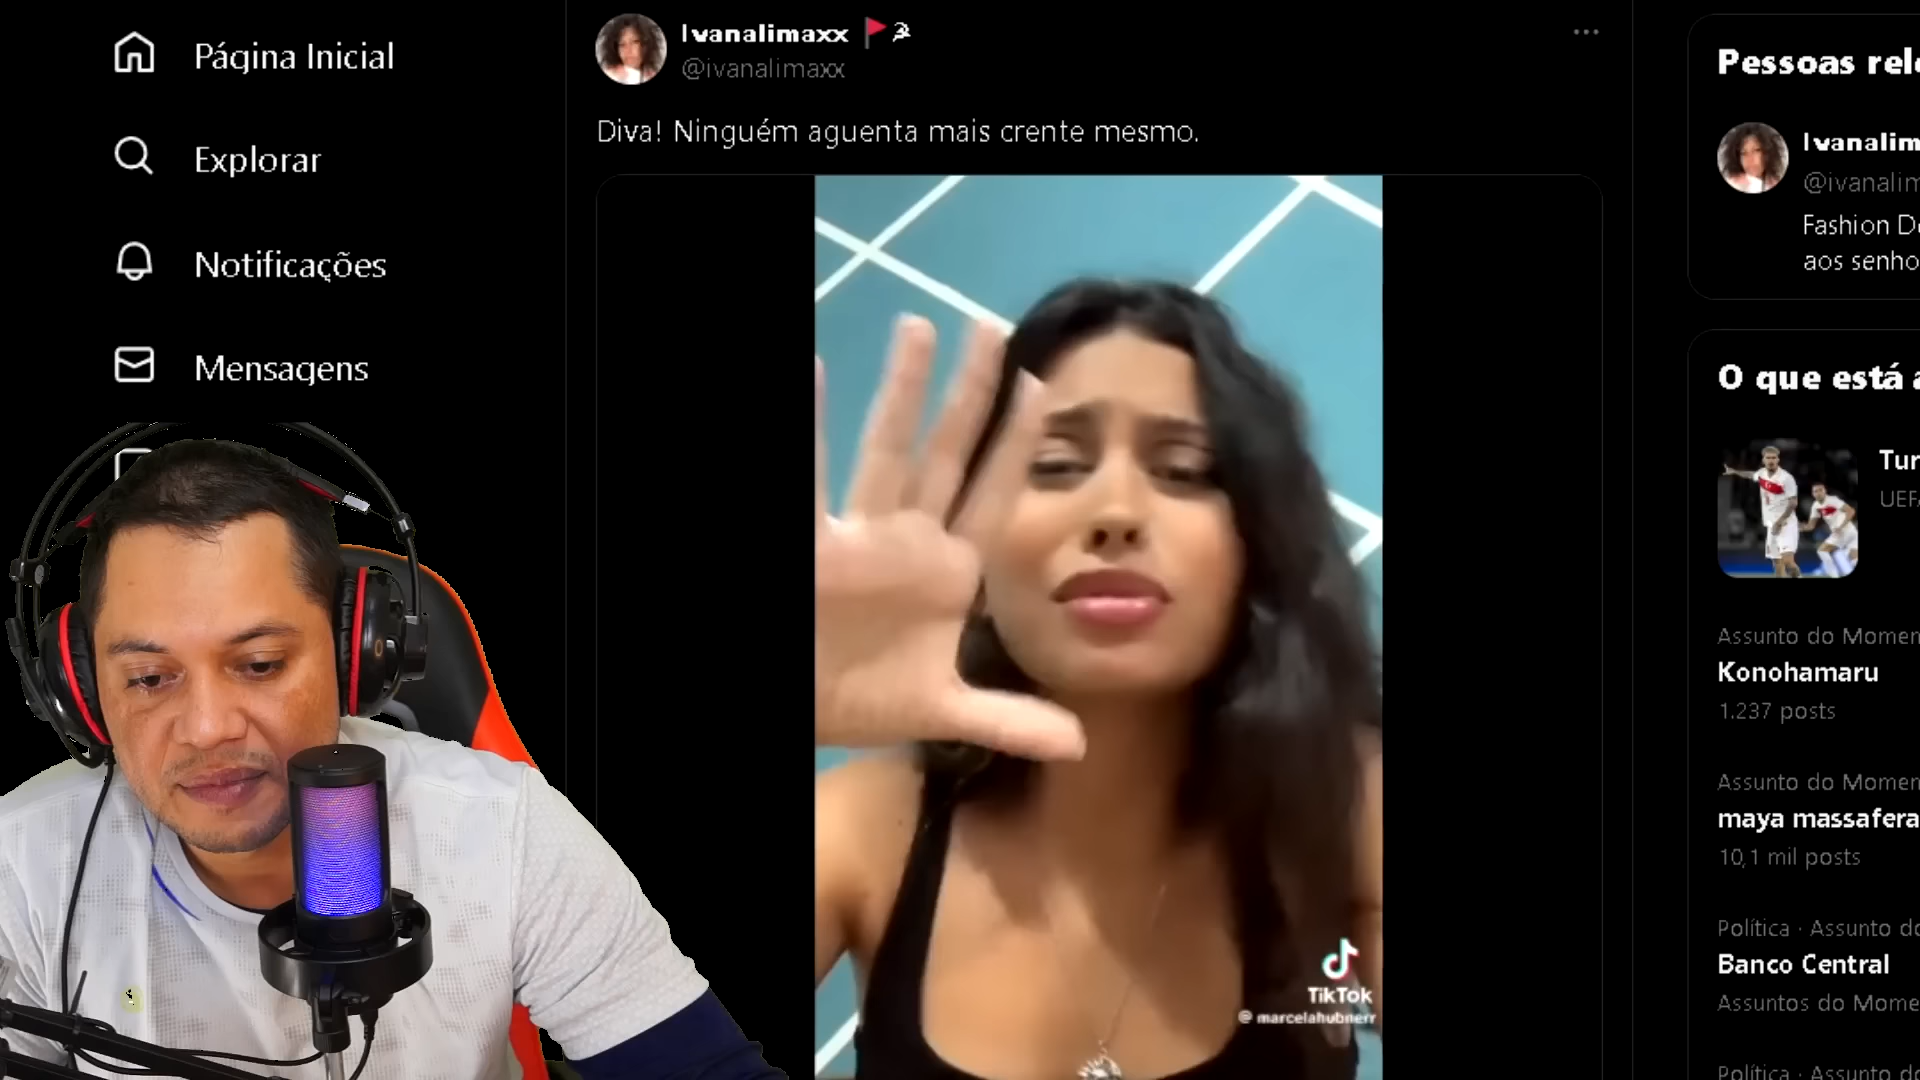 Página Inicial
Explorar
Notificações
Mensagens
Ivanalimaxx
@ivanalimaxx
Diva! Ninguém aguenta mais crente mesmo.
TikTok
@ marcelahubnerr
Pessoas rel
Ivanalim
@ivanalim
Fashion D
aos senho
O que está a
Tur
UEF
Assunto do Momen
Konohamaru
1.237 posts
Assunto do Momen
maya massafera
10,1 mil posts
Política · Assunto do
Banco Central
Assuntos do Mome
Política · Assunto do